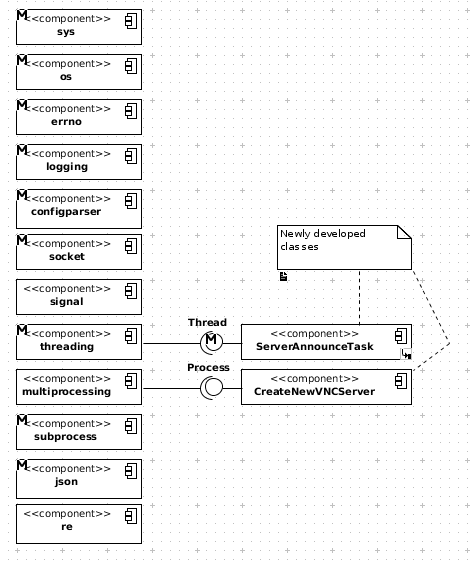 M <<component>>
sys
M <<component>>
os
M <<component>>
errno
M <<component>>
logging
M <<component>>
configparser
M <<component>>
socket
<<component>>
signal
Newly developed
classes
M <<component>>
threading
Thread
M
<<component>>
ServerAnnounceTask
<<component>>
multiprocessing
Process
<<component>>
CreateNewVNCServer
M <<component>>
subprocess
M <<component>>
json
<<component>>
re